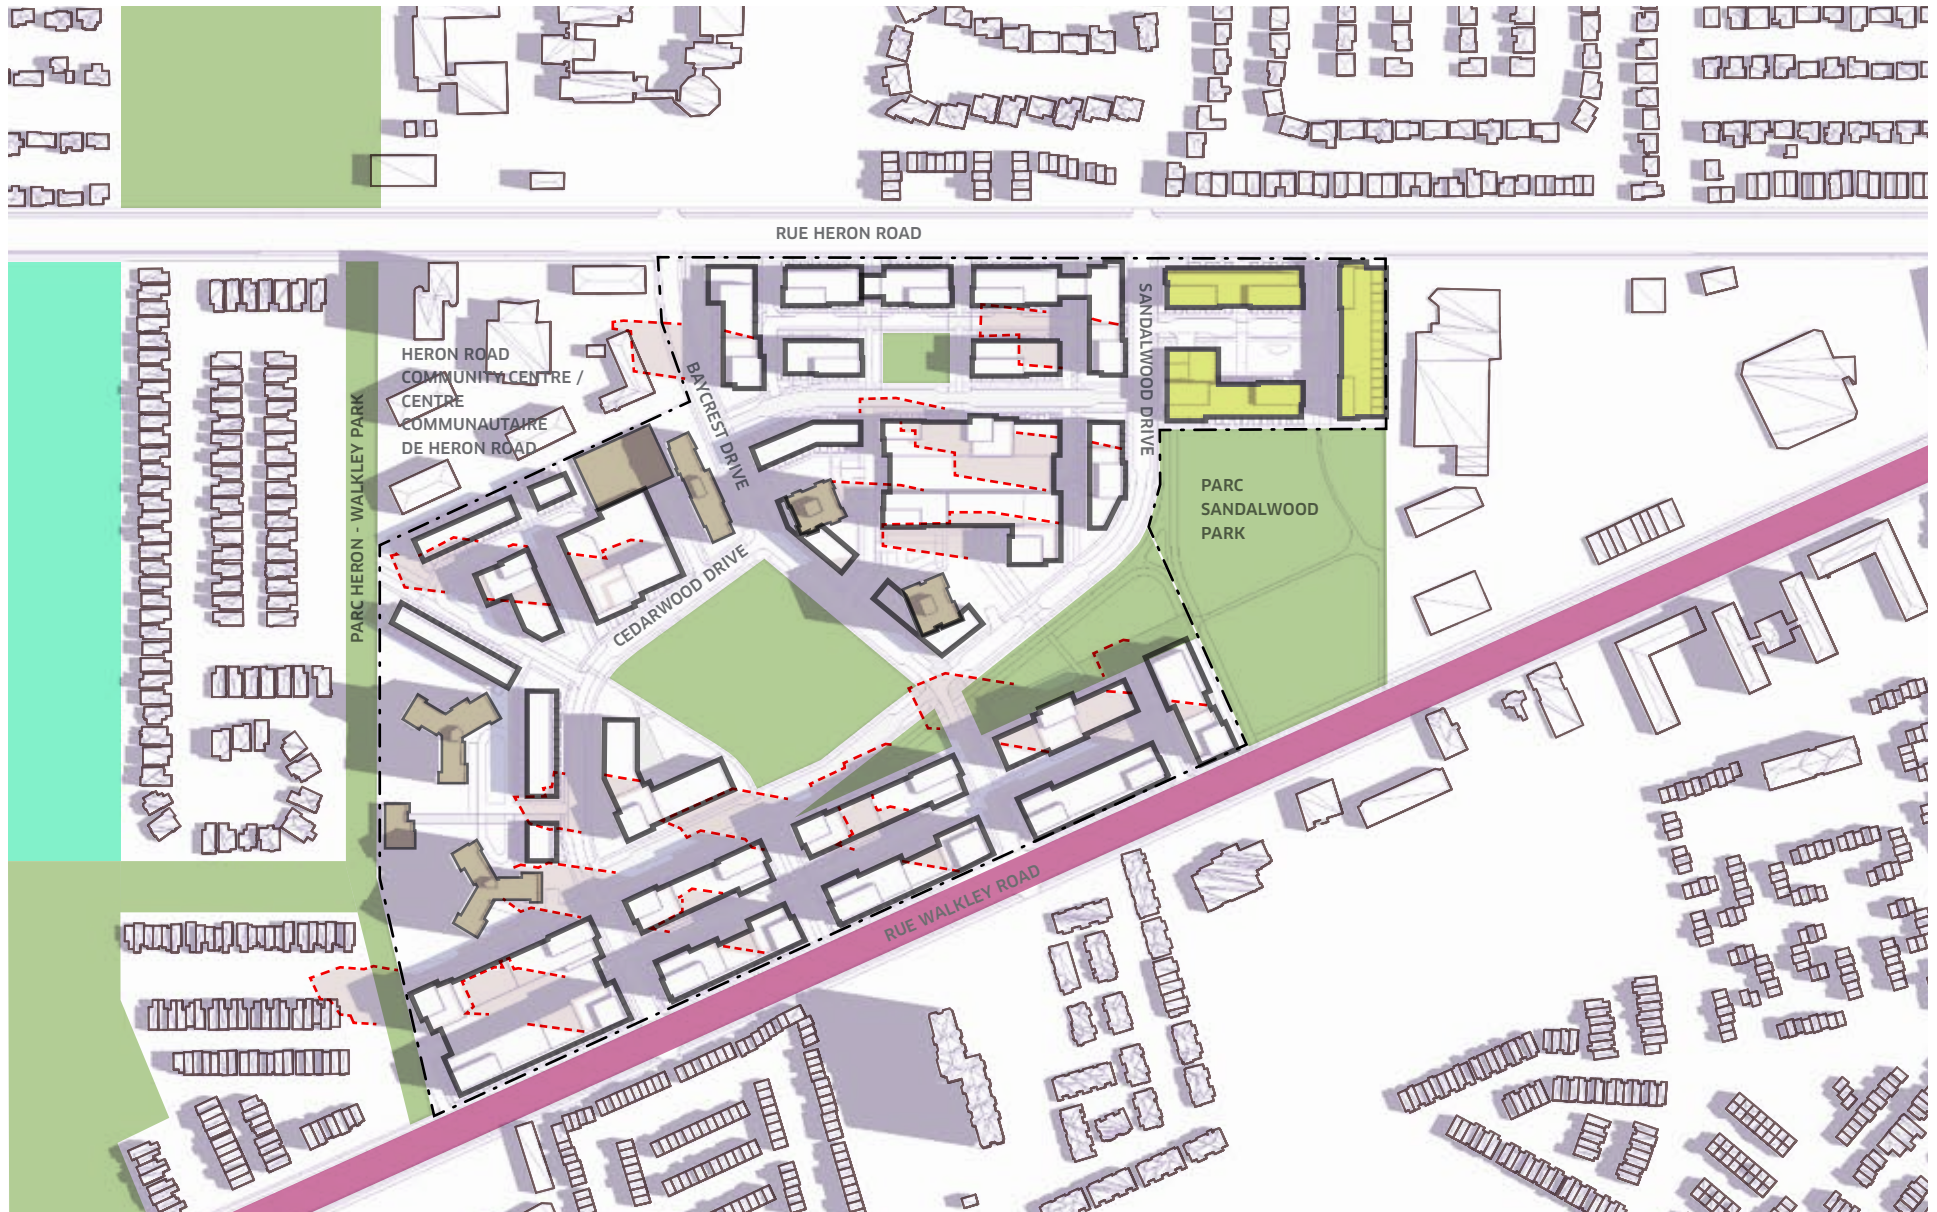 RUE HERON ROAD
HERON ROAD
COMMUNITY CENTRE /
CENTRE
COMMUNAUTAIRE
DE HERON ROAD
BAYCREST DRIVE
SANDALWOOD DRIVE
PARC HERON - WALKLEY PARK
PARC
SANDALWOOD
PARK
CEDARWOOD DRIVE
RUE WALKLEY ROAD